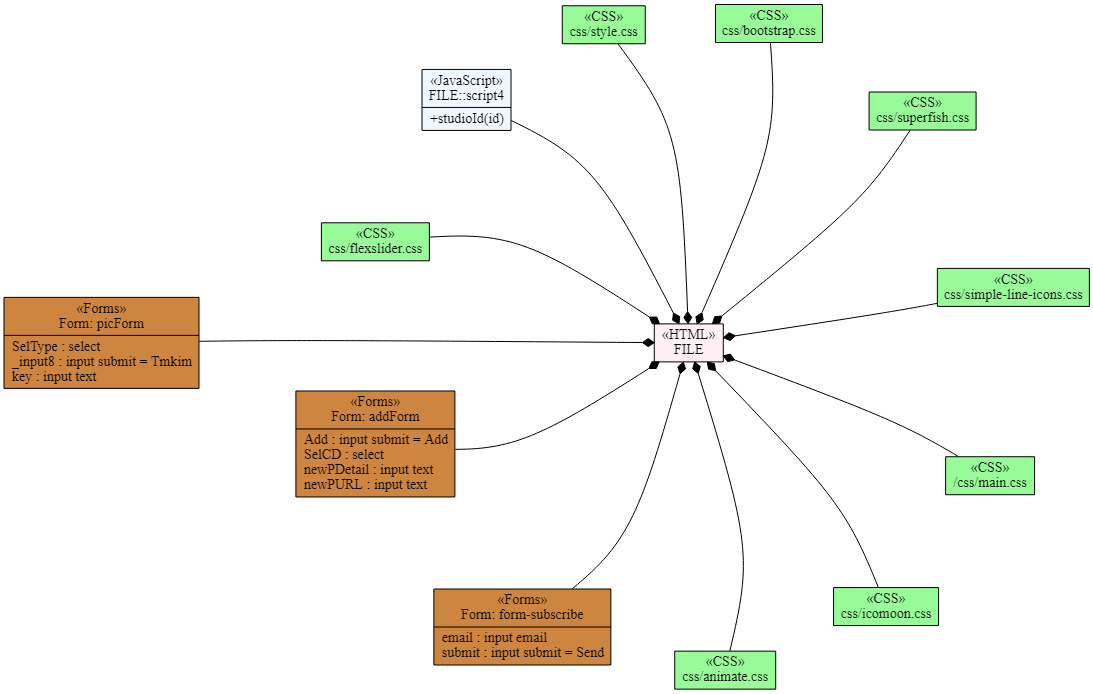 «CSS»
css/style.css
«CSS»
css/bootstrap.css
«JavaScript»
FILE::script4
+studioId(id)
«CSS»
css/superfish.css
«CSS»
css/flexslider.css
«CSS»
css/simple-line-icons.css
«Forms»
Form: picForm
SelType : select
_input8 : input submit = Tmkim
key : input text
«HTML»
FILE
«Forms»
Form: addForm
Add : input submit = Add
SelCD : select
newPDetail : input text
newPURL : input text
«CSS»
/css/main.css
«Forms»
Form: form-subscribe
email : input email
submit : input submit = Send
«CSS»
css/icomoon.css
«CSS»
css/animate.css